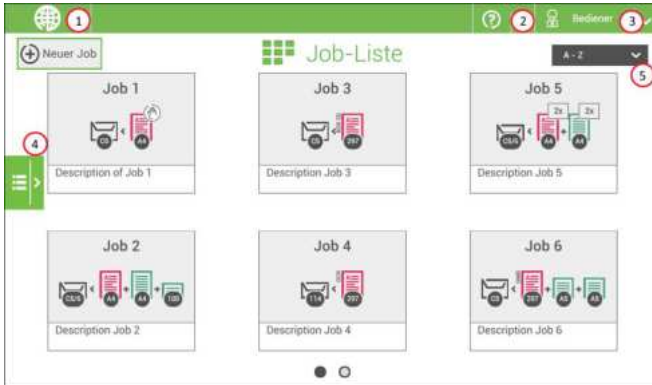 1
2
Bediener 3
Neuer Job
Job-Liste
A - Z
5
Job 1
C5 A4
Description of Job 1
Job 3
C5 297
Description Job 3
Job 5
2x 2x
C5/6 A4 A4
Description Job 5
4
Job 2
C5/6 A4 A4 100
Description Job 2
Job 4
114 297
Description Job 4
Job 6
C5 297 A5 A5
Description Job 6